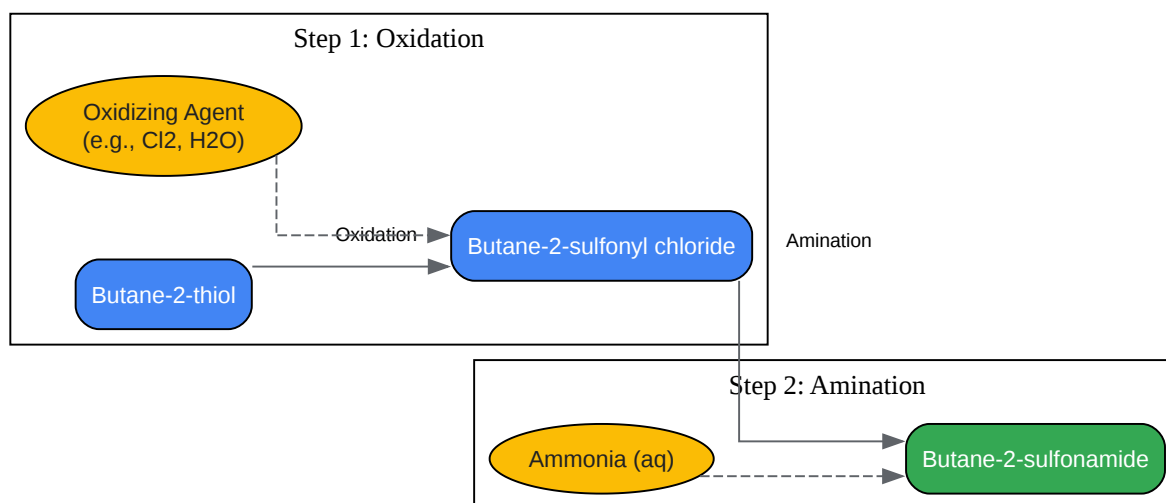 Step 1: Oxidation
Oxidizing Agent
(e.g., Cl2, H2O)
Oxidation
Butane-2-sulfonyl chloride
Amination
Butane-2-thiol
Step 2: Amination
Ammonia (aq)
Butane-2-sulfonamide